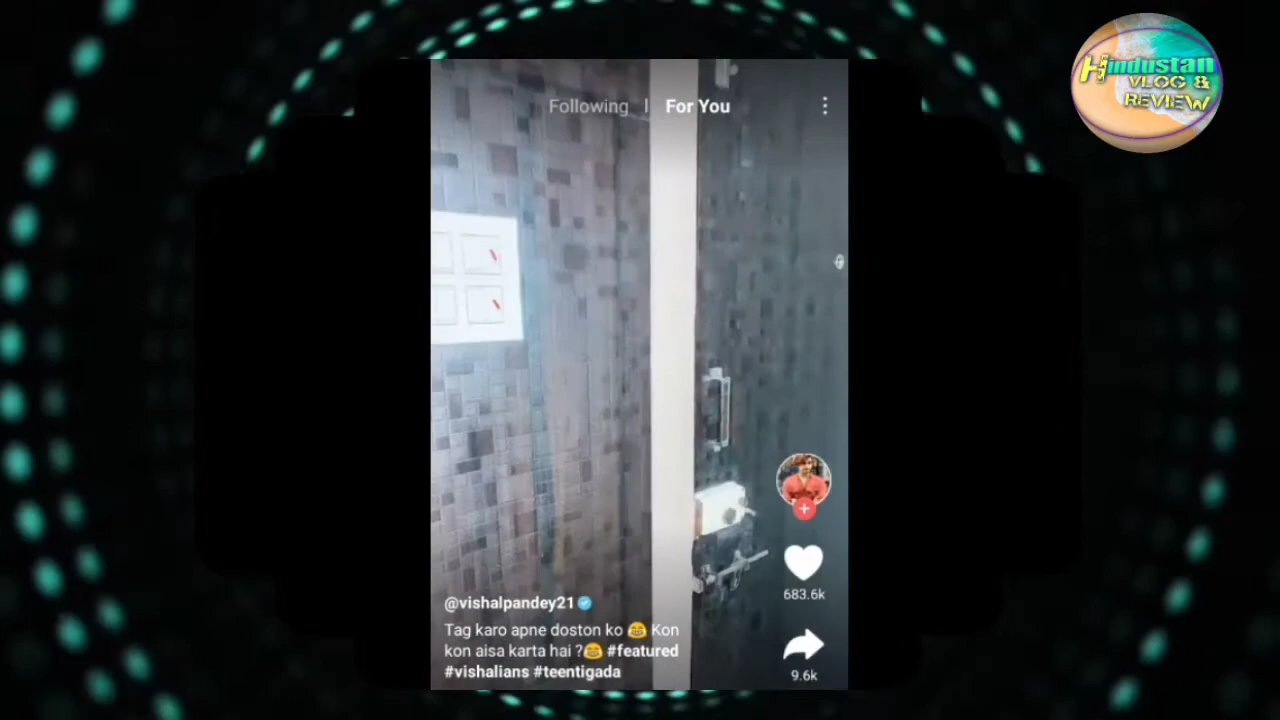 Hindustan
VLOG &
REVIEW
Following | For You
683.6k
@vishalpandey21
Tag karo apne doston ko 😂 Kon
kon aisa karta hai ?😂 #featured
#vishalians #teentigada
9.6k